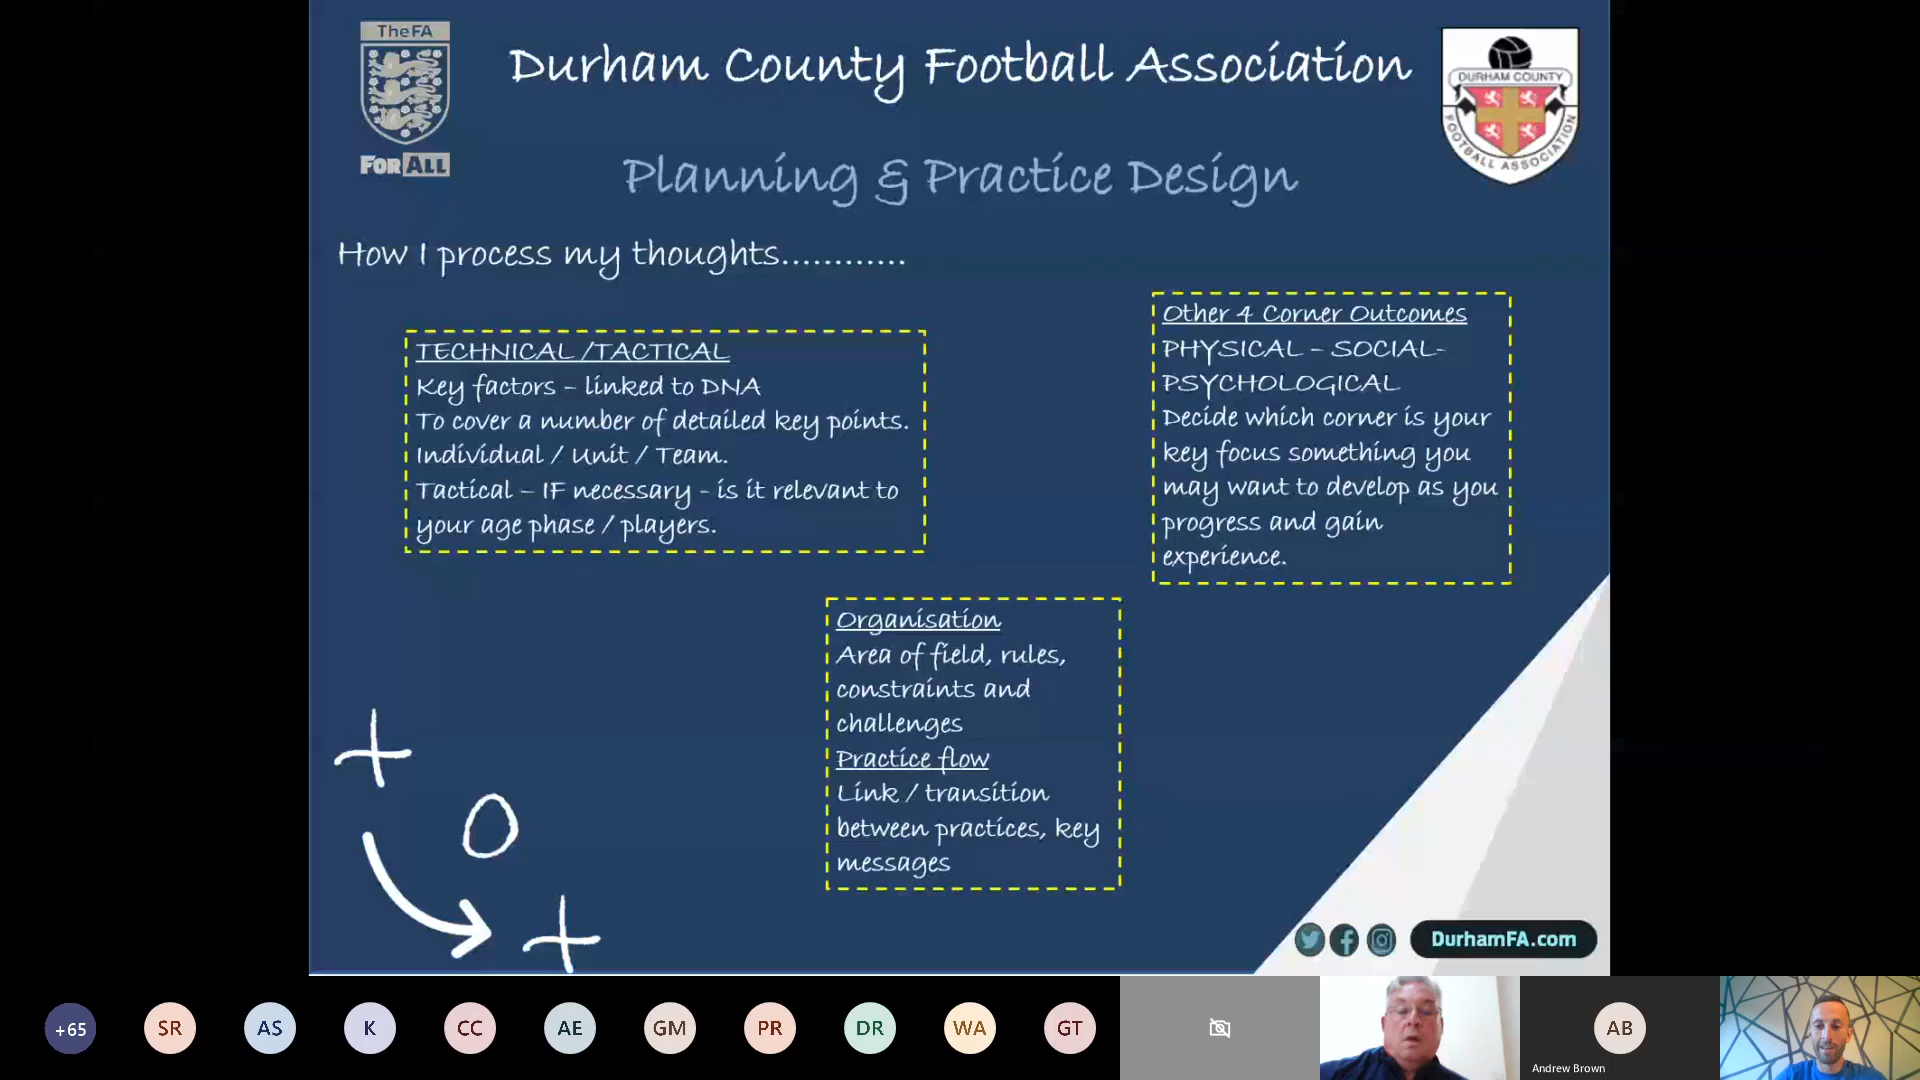 The FA
FOR ALL
Durham County Football Association
DURHAM COUNTY
FOOTBALL ASSOCIATION
Planning & Practice Design
How I process my thoughts............
TECHNICAL /TACTICAL
Key factors – linked to DNA
To cover a number of detailed key points.
Individual / Unit / Team.
Tactical – IF necessary - is it relevant to
your age phase / players.
Other 4 Corner Outcomes
PHYSICAL – SOCIAL-
PSYCHOLOGICAL
Decide which corner is your
key focus something you
may want to develop as you
progress and gain
experience.
Organisation
Area of field, rules,
constraints and
challenges
Practice flow
Link / transition
between practices, key
messages
+
O
+
DurhamFA.com
+65
SR
AS
K
CC
AE
GM
PR
DR
WA
GT
AB
Andrew Brown